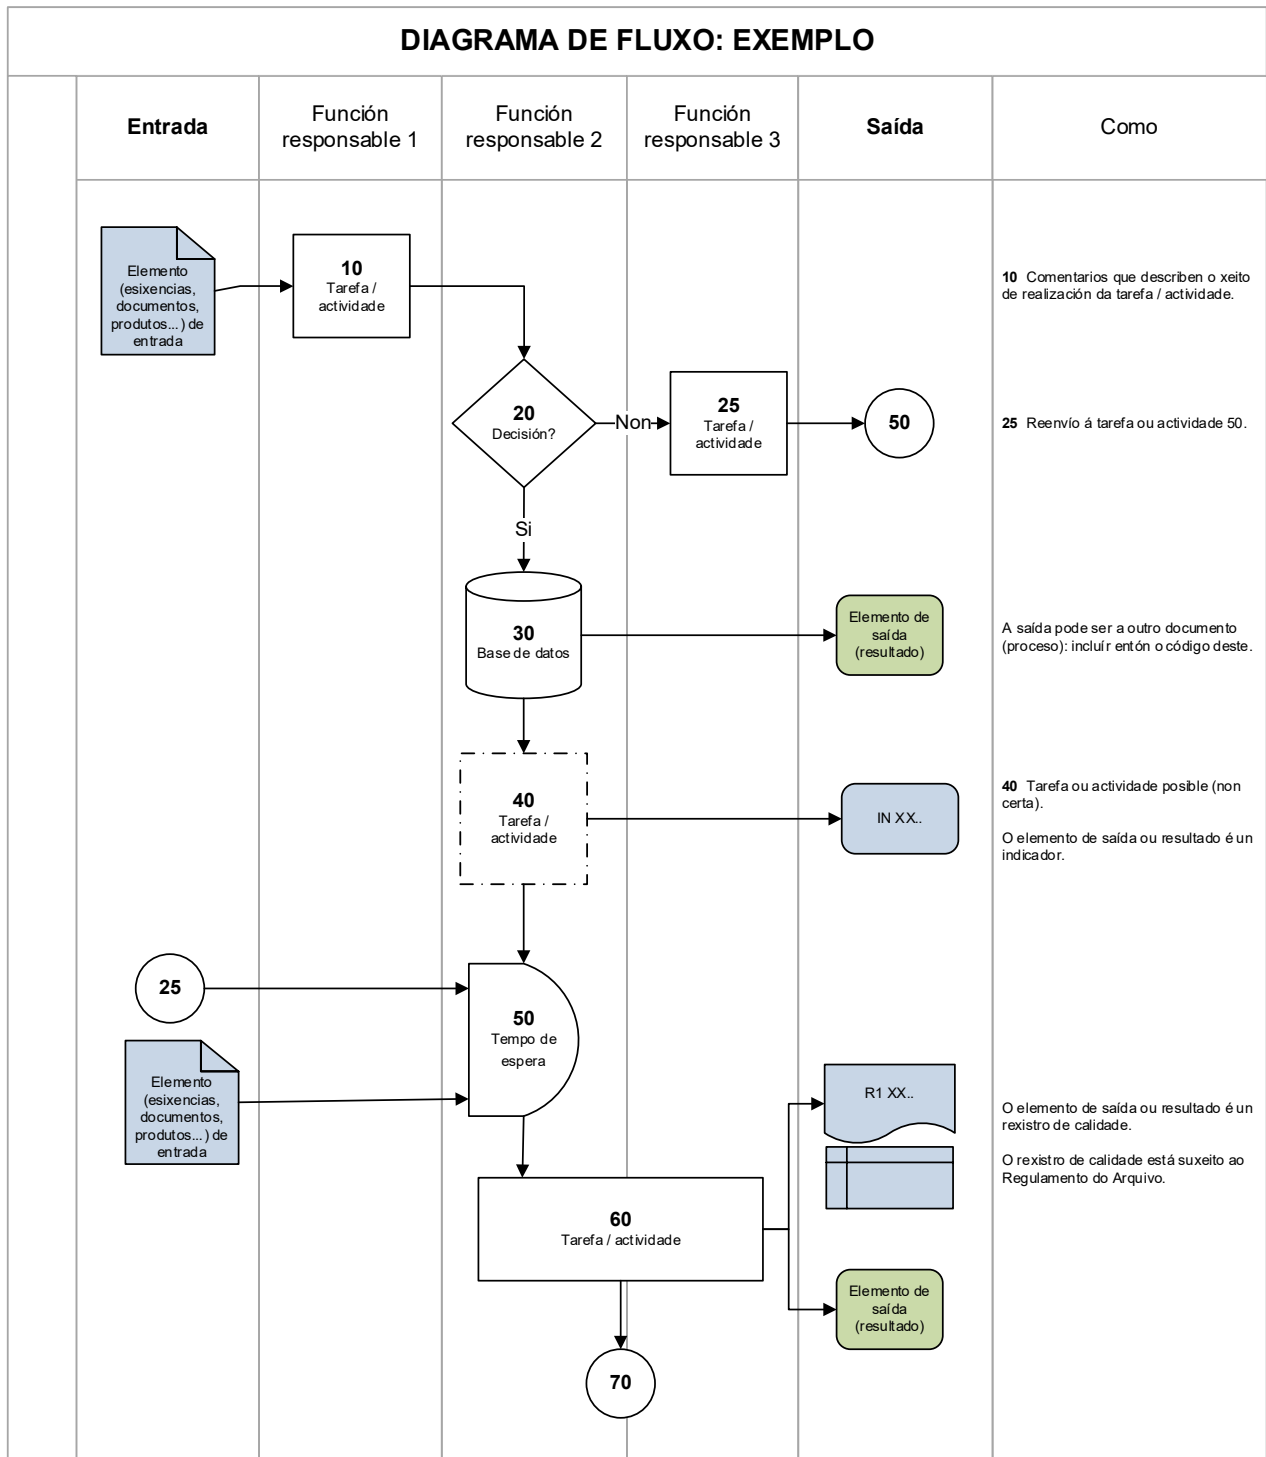 DIAGRAMA DE FLUXO: EXEMPLO
Entrada
Función
responsable 1
Función
responsable 2
Función
responsable 3
Saída
Como
Elemento
(esixencias,
documentos,
produtos...) de
entrada
10
Tarefa /
actividade
10 Comentarios que describen o xeito
de realización da tarefa / actividade.
20
Decisión?
Non
25
Tarefa /
actividade
50
25 Reenvío á tarefa ou actividade 50.
Si
30
Base de datos
Elemento de
saída
(resultado)
A saída pode ser a outro documento
(proceso): incluír entón o código deste.
40
Tarefa /
actividade
IN XX..
40 Tarefa ou actividade posible (non
certa).
O elemento de saída ou resultado é un
indicador.
25
50
Tempo de
espera
Elemento
(esixencias,
documentos,
produtos...) de
entrada
R1 XX..
O elemento de saída ou resultado é un
rexistro de calidade.
O rexistro de calidade está suxeito ao
Regulamento do Arquivo.
60
Tarefa / actividade
Elemento de
saída
(resultado)
70